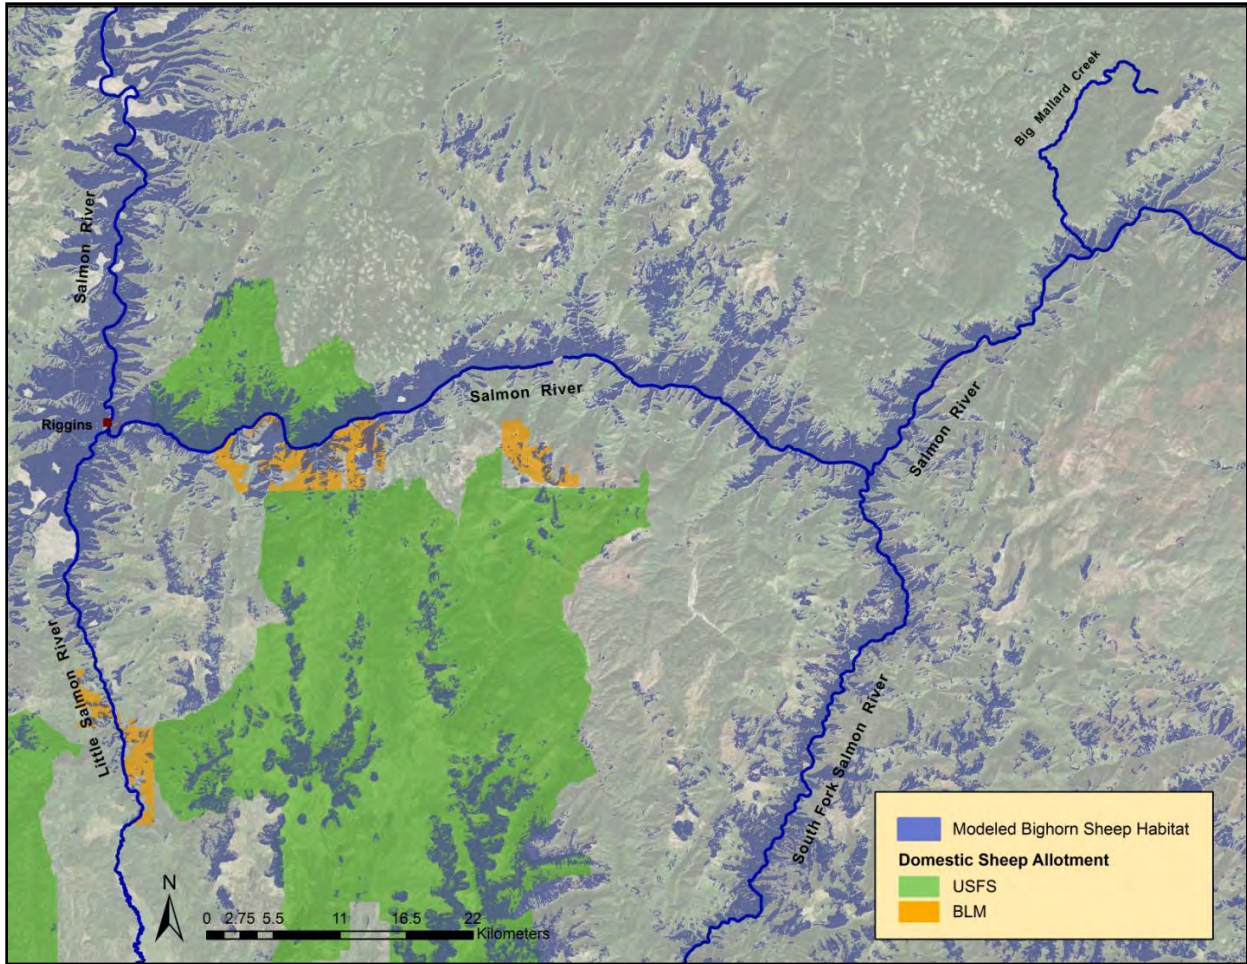 Big Mallard Creek
Salmon River
Salmon River
Riggins
Salmon River
Little Salmon River
South Fork Salmon River
N
0 2.75 5.5 11 16.5 22
Kilometers
Modeled Bighorn Sheep Habitat
Domestic Sheep Allotment
USFS
BLM